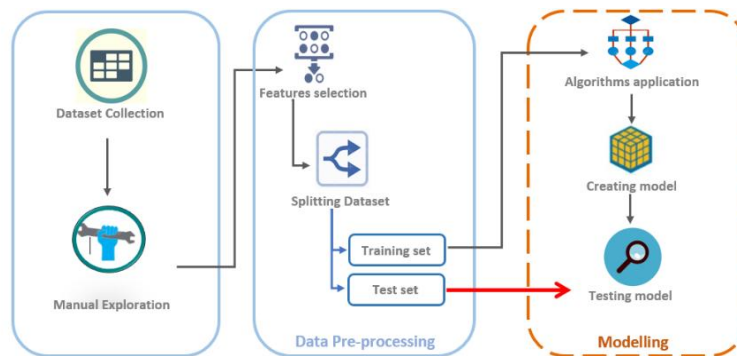 Dataset Collection
Manual Exploration
Features selection
Splitting Dataset
Training set
Test set
Data Pre-processing
Algorithms application
Creating model
Testing model
Modelling